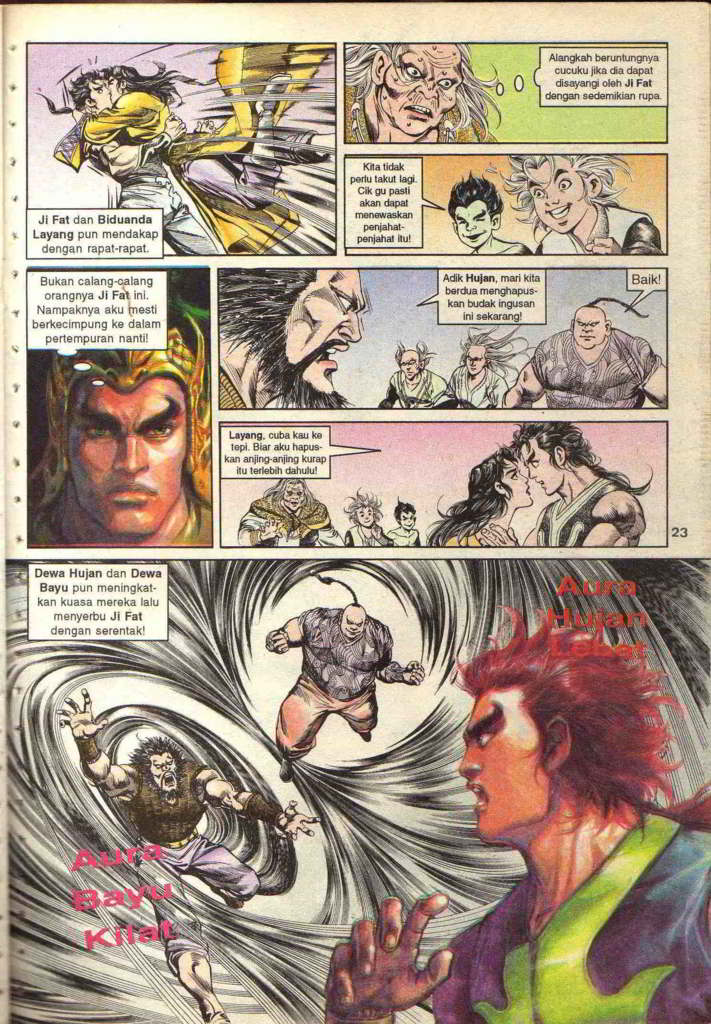 Ji Fat dan Biduanda
Layang pun mendakap
dengan rapat-rapat.
Alangkah beruntungnya
cucuku jika dia dapat
disayangi oleh Ji Fat
dengan sedemikian rupa.
Kita tidak
perlu takut lagi.
Cik gu pasti
akan dapat
menewaskan
penjahat-
penjahat itu!
Bukan calang-calang
orangnya Ji Fat ini.
Nampaknya aku mesti
berkecimpung ke dalam
pertempuran nanti!
Adik Hujan, mari kita
berdua menghapus-
kan budak ingusan
ini sekarang!
Baik!
Layang, cuba kau ke
tepi. Biar aku hapus-
kan anjing-anjing kurap
itu terlebih dahulu!
23
Dewa Hujan dan Dewa
Bayu pun meningkat-
kan kuasa mereka lalu
menyerbu Ji Fat
dengan serentak!
Aura
Hujan
Lebat
Aura
Bayu
Kilat